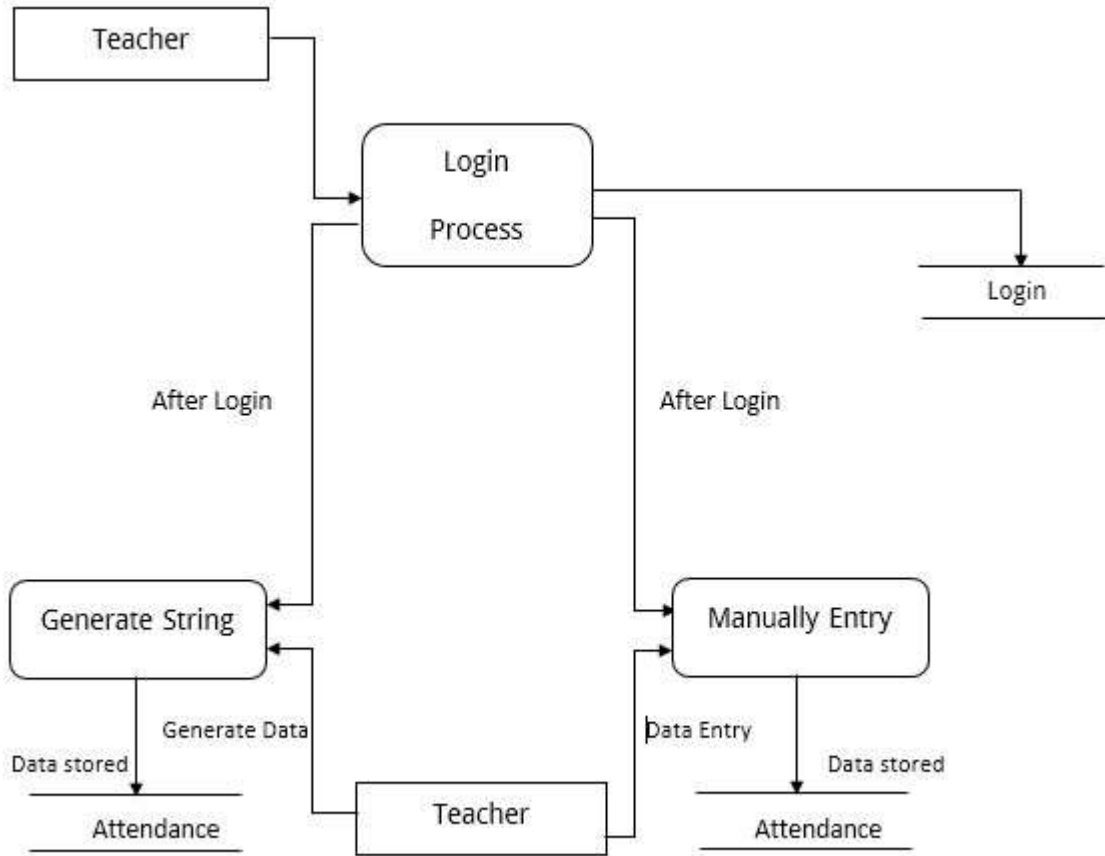 Teacher
Login
Process
Login
After Login
After Login
Generate String
Manually Entry
Generate Data
Data Entry
Data stored
Data stored
Teacher
Attendance
Attendance